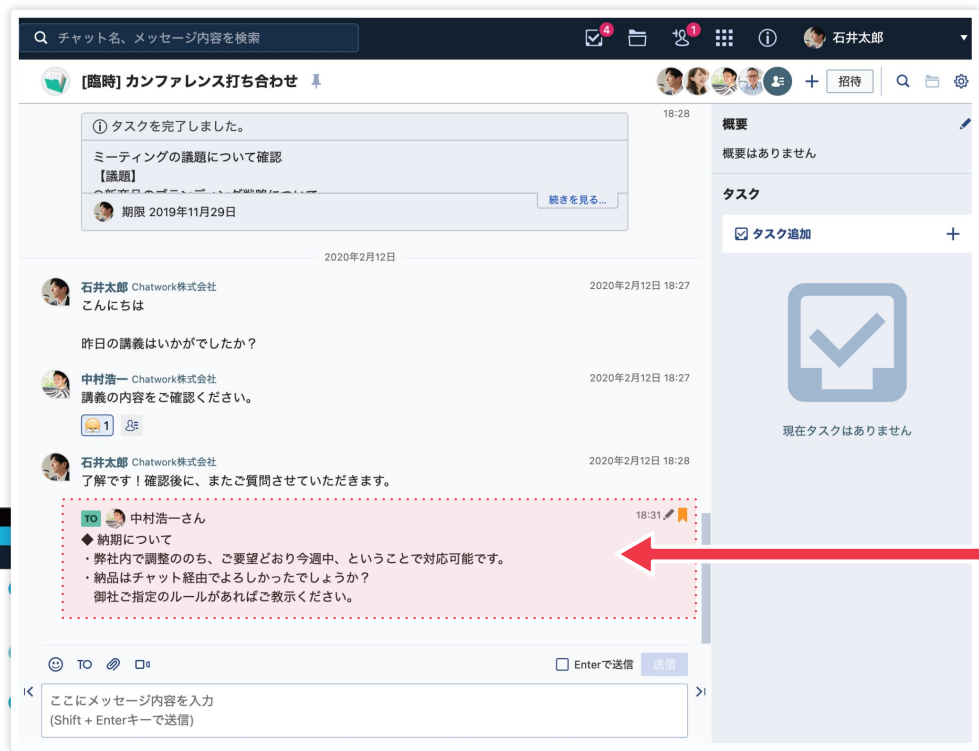 チャット名、メッセージ内容を検索
4
1
石井太郎
[臨時] カンファレンス打ち合わせ
招待
18:28
タスクを完了しました。
ミーティングの議題について確認
【議題】
続きを見る...
期限 2019年11月29日
2020年2月12日
石井太郎 Chatwork株式会社 2020年2月12日 18:27
こんにちは
昨日の講義はいかがでしたか？
中村浩一 Chatwork株式会社 2020年2月12日 18:27
講義の内容をご確認ください。
1
石井太郎 Chatwork株式会社 2020年2月12日 18:28
了解です！確認後に、またご質問させていただきます。
TO 中村浩一さん 18:31
◆ 納期について
・弊社内で調整ののち、ご要望どおり今週中、ということで対応可能です。
・納品はチャット経由でよろしかったでしょうか？
御社ご指定のルールがあればご教示ください。
TO
Enterで送信 送信
ここにメッセージ内容を入力
(Shift + Enterキーで送信)
概要
概要はありません
タスク
タスク追加
現在タスクはありません